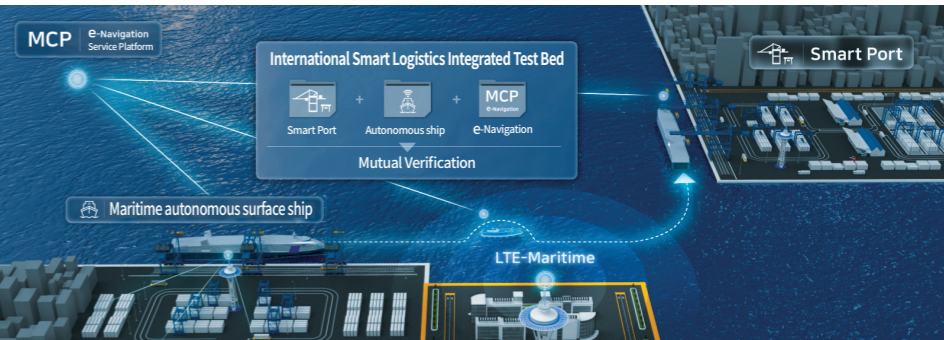 MCP
e-Navigation
Service Platform
International Smart Logistics Integrated Test Bed
+
+
MCP
e-Navigation
Smart Port
Autonomous ship
e-Navigation
Mutual Verification
Smart Port
Maritime autonomous surface ship
LTE-Maritime